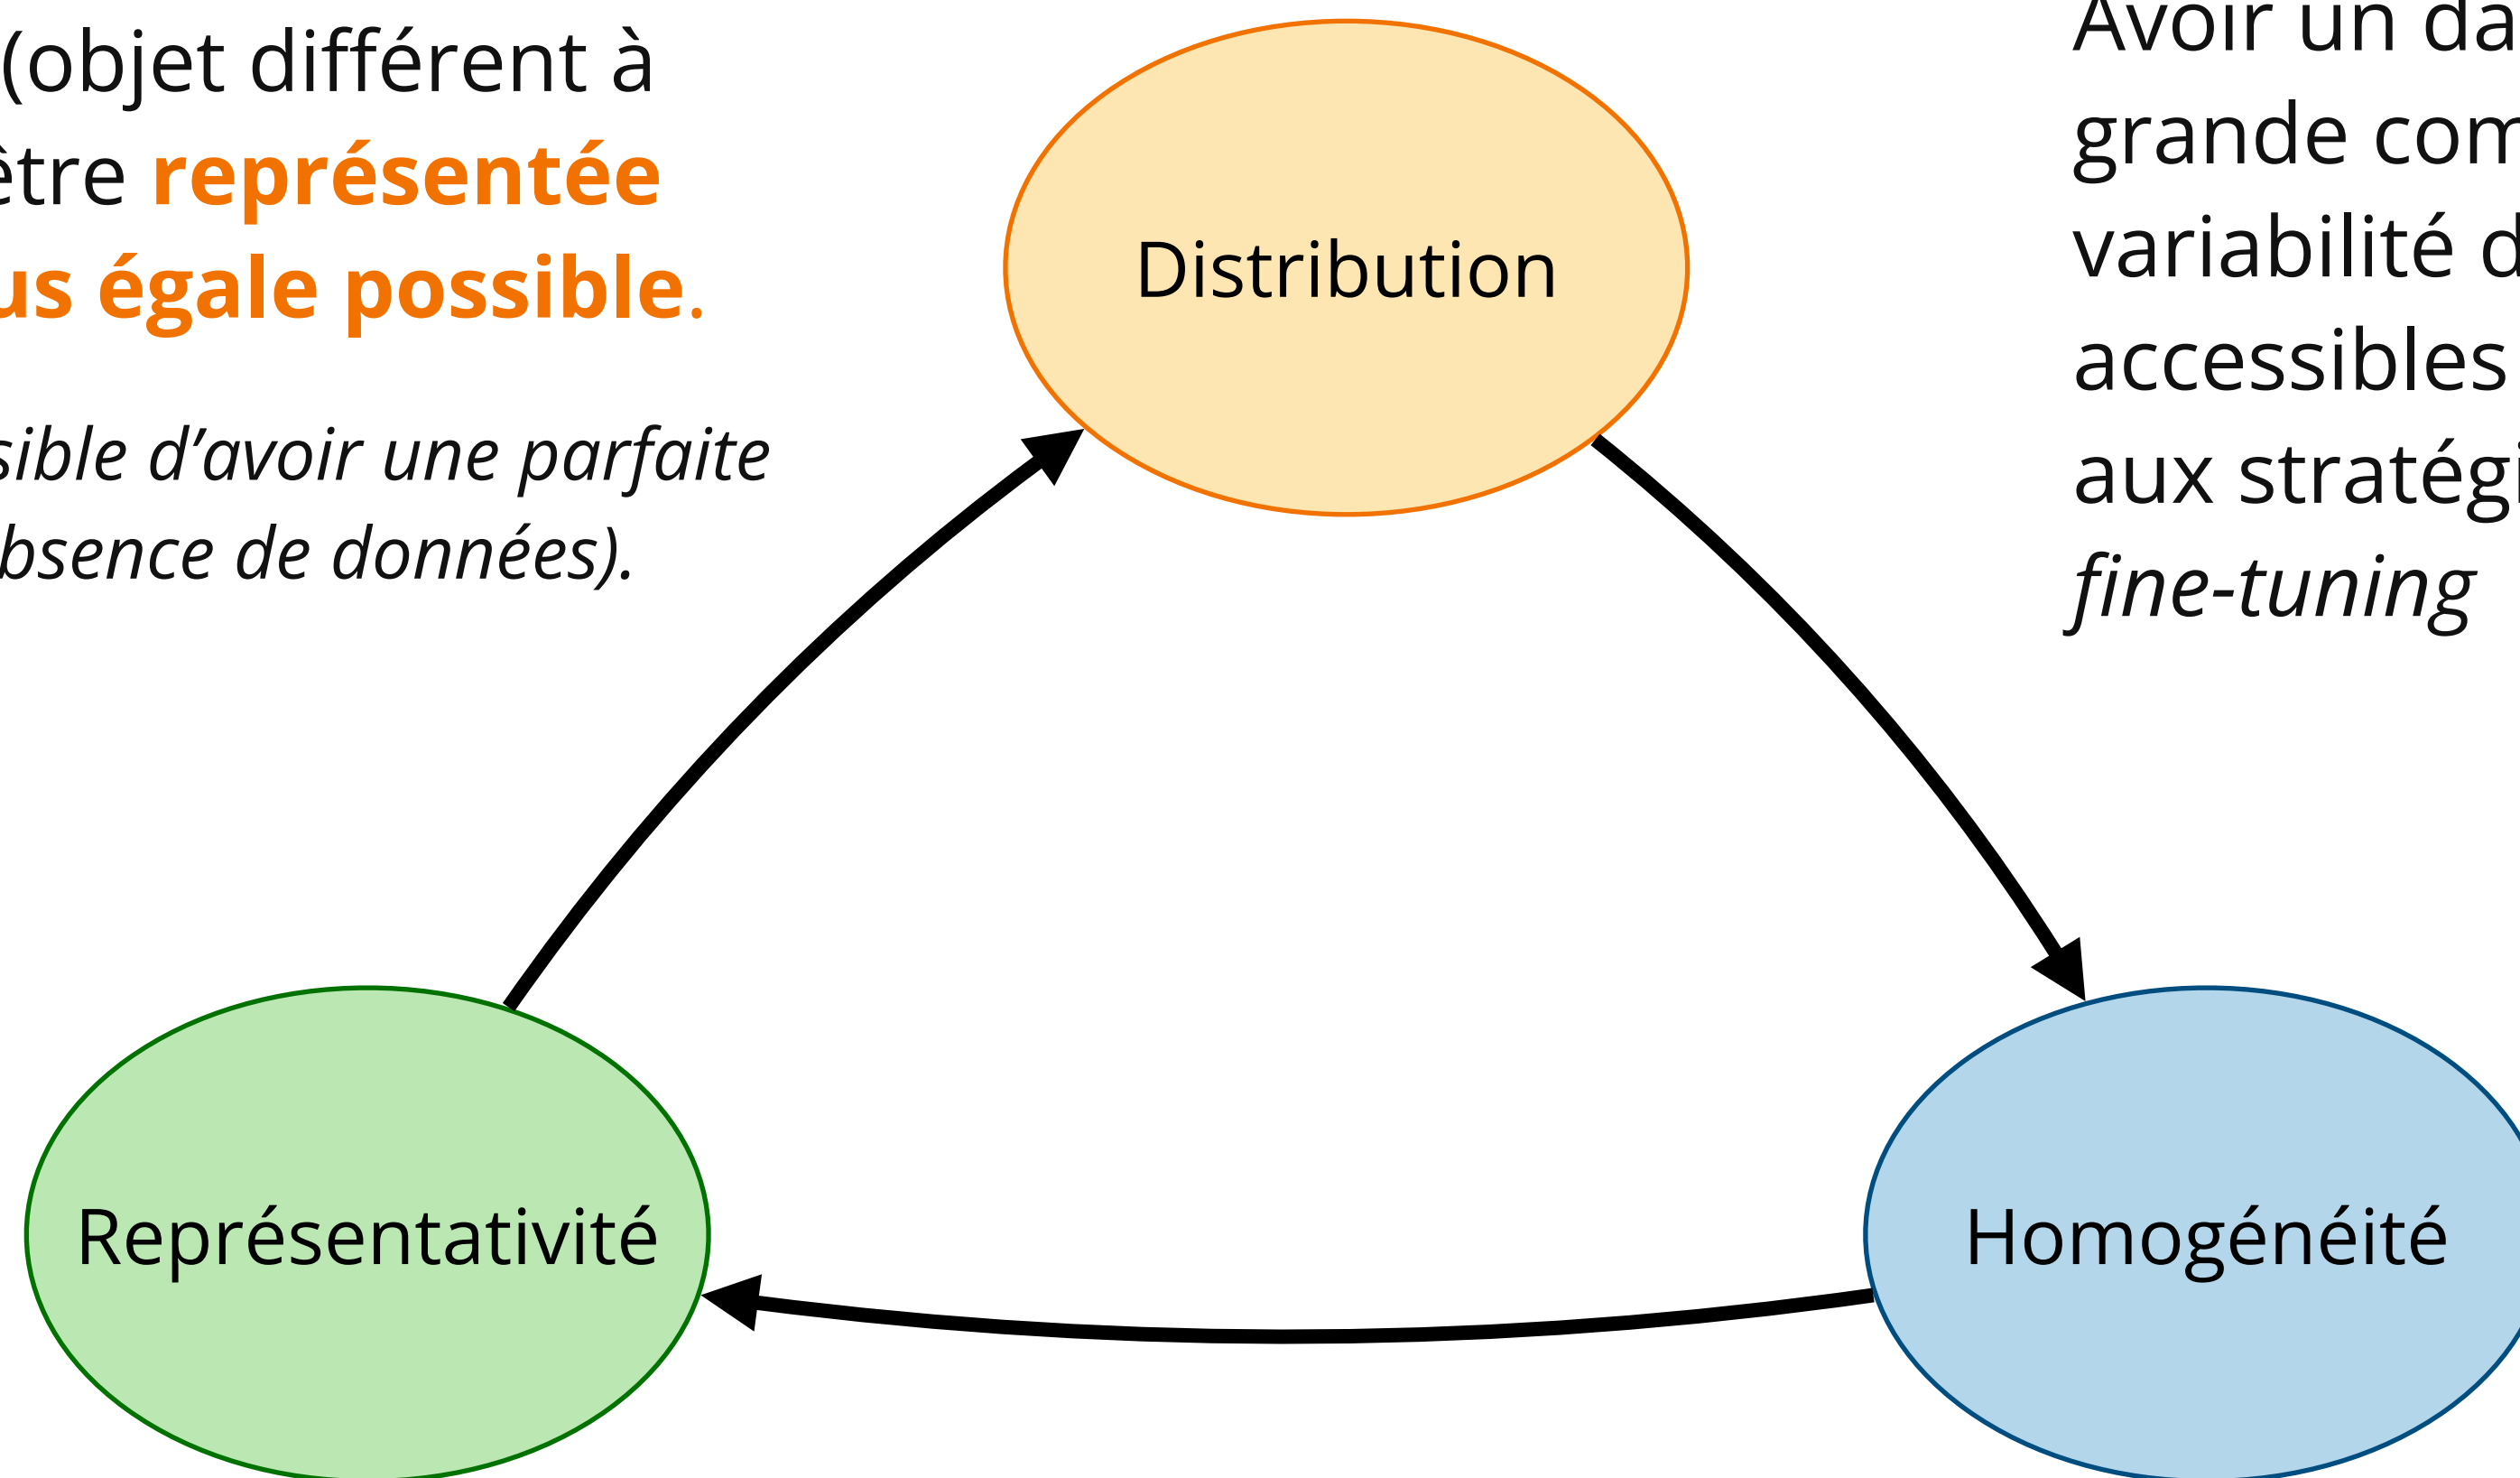 (objet différent à
être représentée
us égale possible.
sible d’avoir une parfaite
bsence de données).
Distribution
Avoir un da
grande com
variabilité d
accessibles
aux stratégi
fine-tuning
Représentativité
Homogénéité